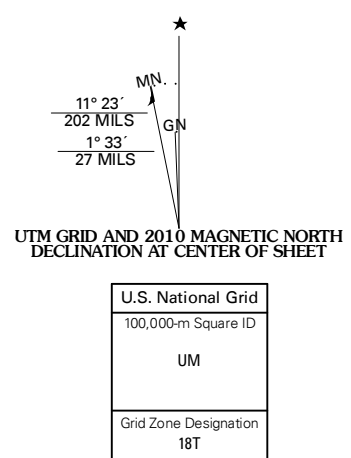 ★
MN
11° 23´
202 MILS
GN
1° 33´
27 MILS
UTM GRID AND 2010 MAGNETIC NORTH
DECLINATION AT CENTER OF SHEET
U.S. National Grid
100,000-m Square ID
UM
Grid Zone Designation
18T